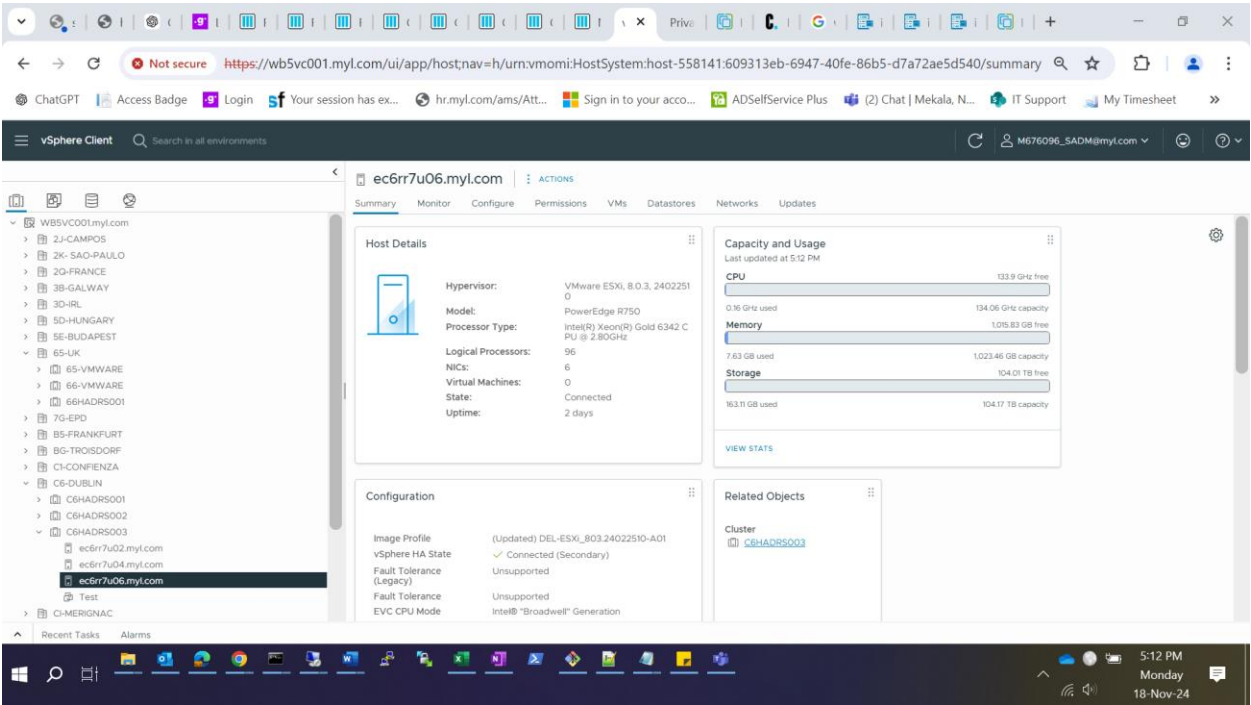 Priva
Not secure https://wb5vc001.myl.com/ui/app/host;nav=h/urn:vmomi:HostSystem:host-558141:609313eb-6947-40fe-86b5-d7a72ae5d540/summary
ChatGPT Access Badge Login Your session has ex... hr.myl.com/ams/Att... Sign in to your acco... ADSelfService Plus (2) Chat | Mekala, N... IT Support My Timesheet »
vSphere Client Search in all environments M676096_SADM@myl.com
WB5VC001.myl.com
2J-CAMPOS
2K- SAO-PAULO
2Q-FRANCE
3B-GALWAY
3D-IRL
5D-HUNGARY
5E-BUDAPEST
65-UK
65-VMWARE
66-VMWARE
66HADRS001
7G-EPD
B5-FRANKFURT
BG-TROISDORF
C1-CONFIENZA
C6-DUBLIN
C6HADRS001
C6HADRS002
C6HADRS003
ec6rr7u02.myl.com
ec6rr7u04.myl.com
ec6rr7u06.myl.com
Test
CI-MERIGNAC
ec6rr7u06.myl.com ACTIONS
Summary Monitor Configure Permissions VMs Datastores Networks Updates
Host Details
Hypervisor: VMware ESXi, 8.0.3, 2402251
0
Model: PowerEdge R750
Processor Type: Intel(R) Xeon(R) Gold 6342 C
PU @ 2.80GHz
Logical Processors: 96
NICs: 6
Virtual Machines: 0
State: Connected
Uptime: 2 days
Capacity and Usage
Last updated at 5:12 PM
CPU 133.9 GHz free
0.16 GHz used 134.06 GHz capacity
Memory 1,015.83 GB free
7.63 GB used 1,023.46 GB capacity
Storage 104.01 TB free
163.11 GB used 104.17 TB capacity
VIEW STATS
Configuration
Image Profile (Updated) DEL-ESXi_803.24022510-A01
vSphere HA State Connected (Secondary)
Fault Tolerance Unsupported
(Legacy)
Fault Tolerance Unsupported
EVC CPU Mode Intel® "Broadwell" Generation
Related Objects
Cluster
C6HADRS003
Recent Tasks Alarms
5:12 PM
Monday
18-Nov-24